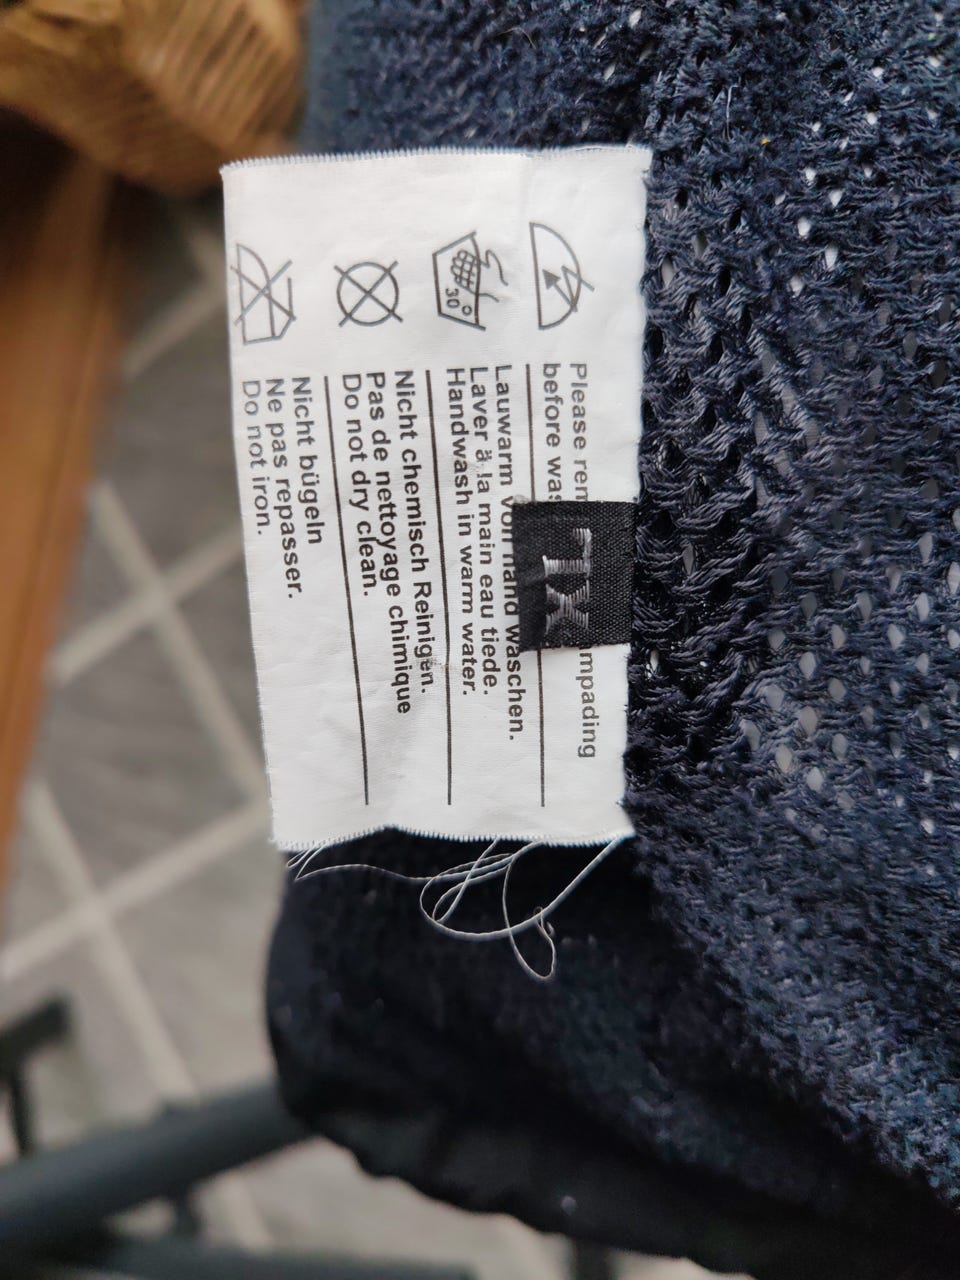 Please rem mpading
before was
XL
Lauwarm von hand waschen.
Laver à la main eau tiede.
Handwash in warm water.
30°
Nicht chemisch Reinigen.
Pas de nettoyage chimique
Do not dry clean.
Nicht bügeln
Ne pas repasser.
Do not iron.